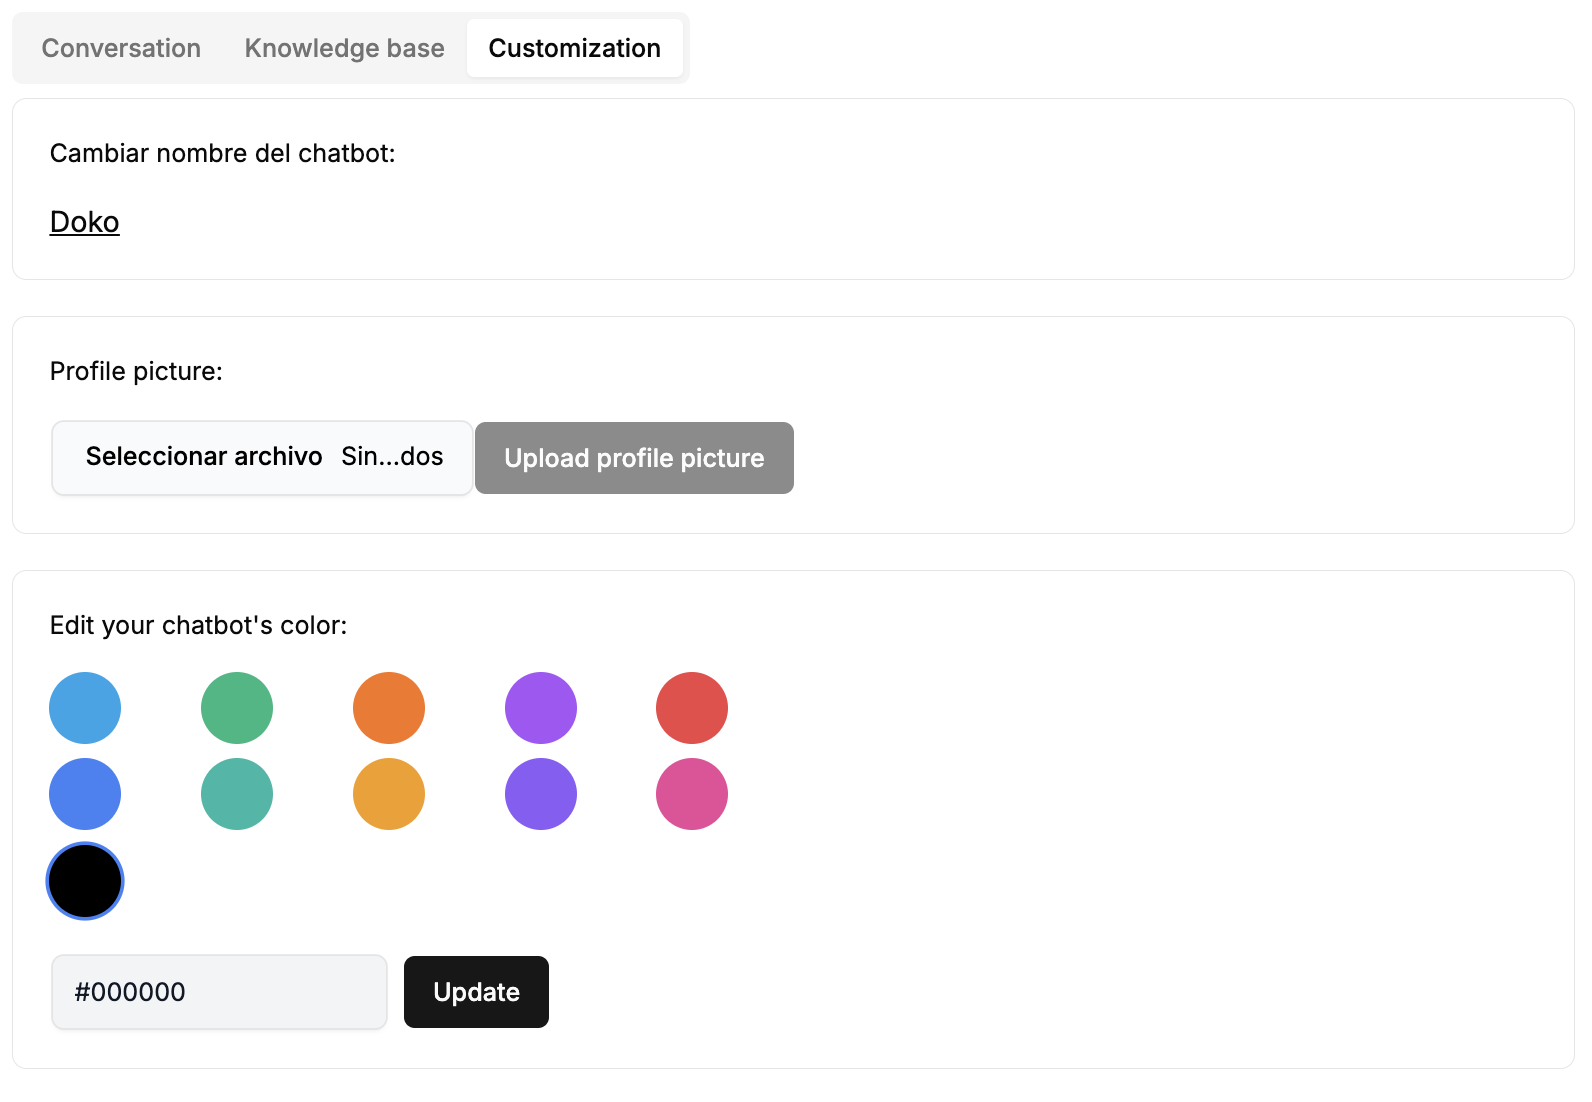 Conversation Knowledge base Customization
Cambiar nombre del chatbot:
Doko
Profile picture:
Seleccionar archivo Sin...dos Upload profile picture
Edit your chatbot's color:
#000000 Update